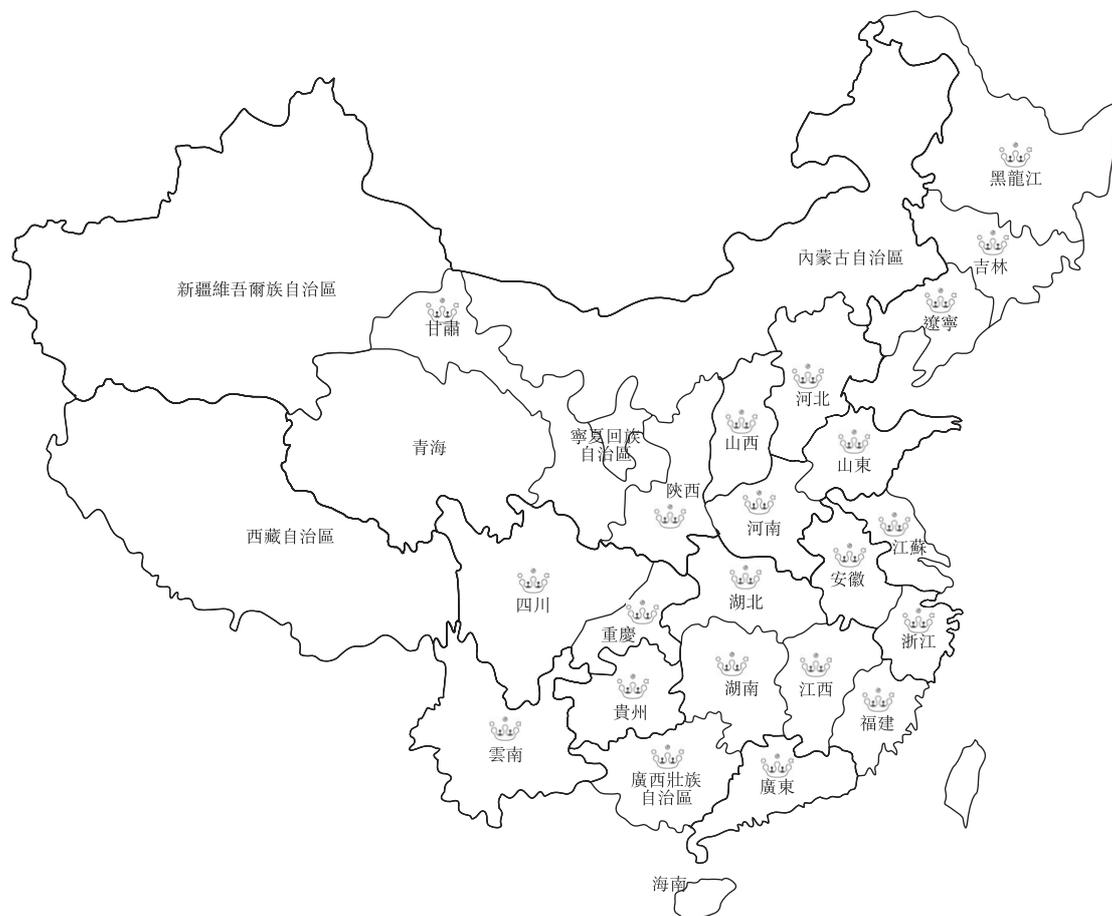 黑龍江
內蒙古自治區
吉林
新疆維吾爾族自治區
遼寧
甘肅
河北
寧夏回族
自治區
山西
青海
山東
陝西
河南
江蘇
西藏自治區
安徽
四川
湖北
重慶
浙江
湖南
江西
貴州
福建
雲南
廣西壯族
自治區
廣東
海南